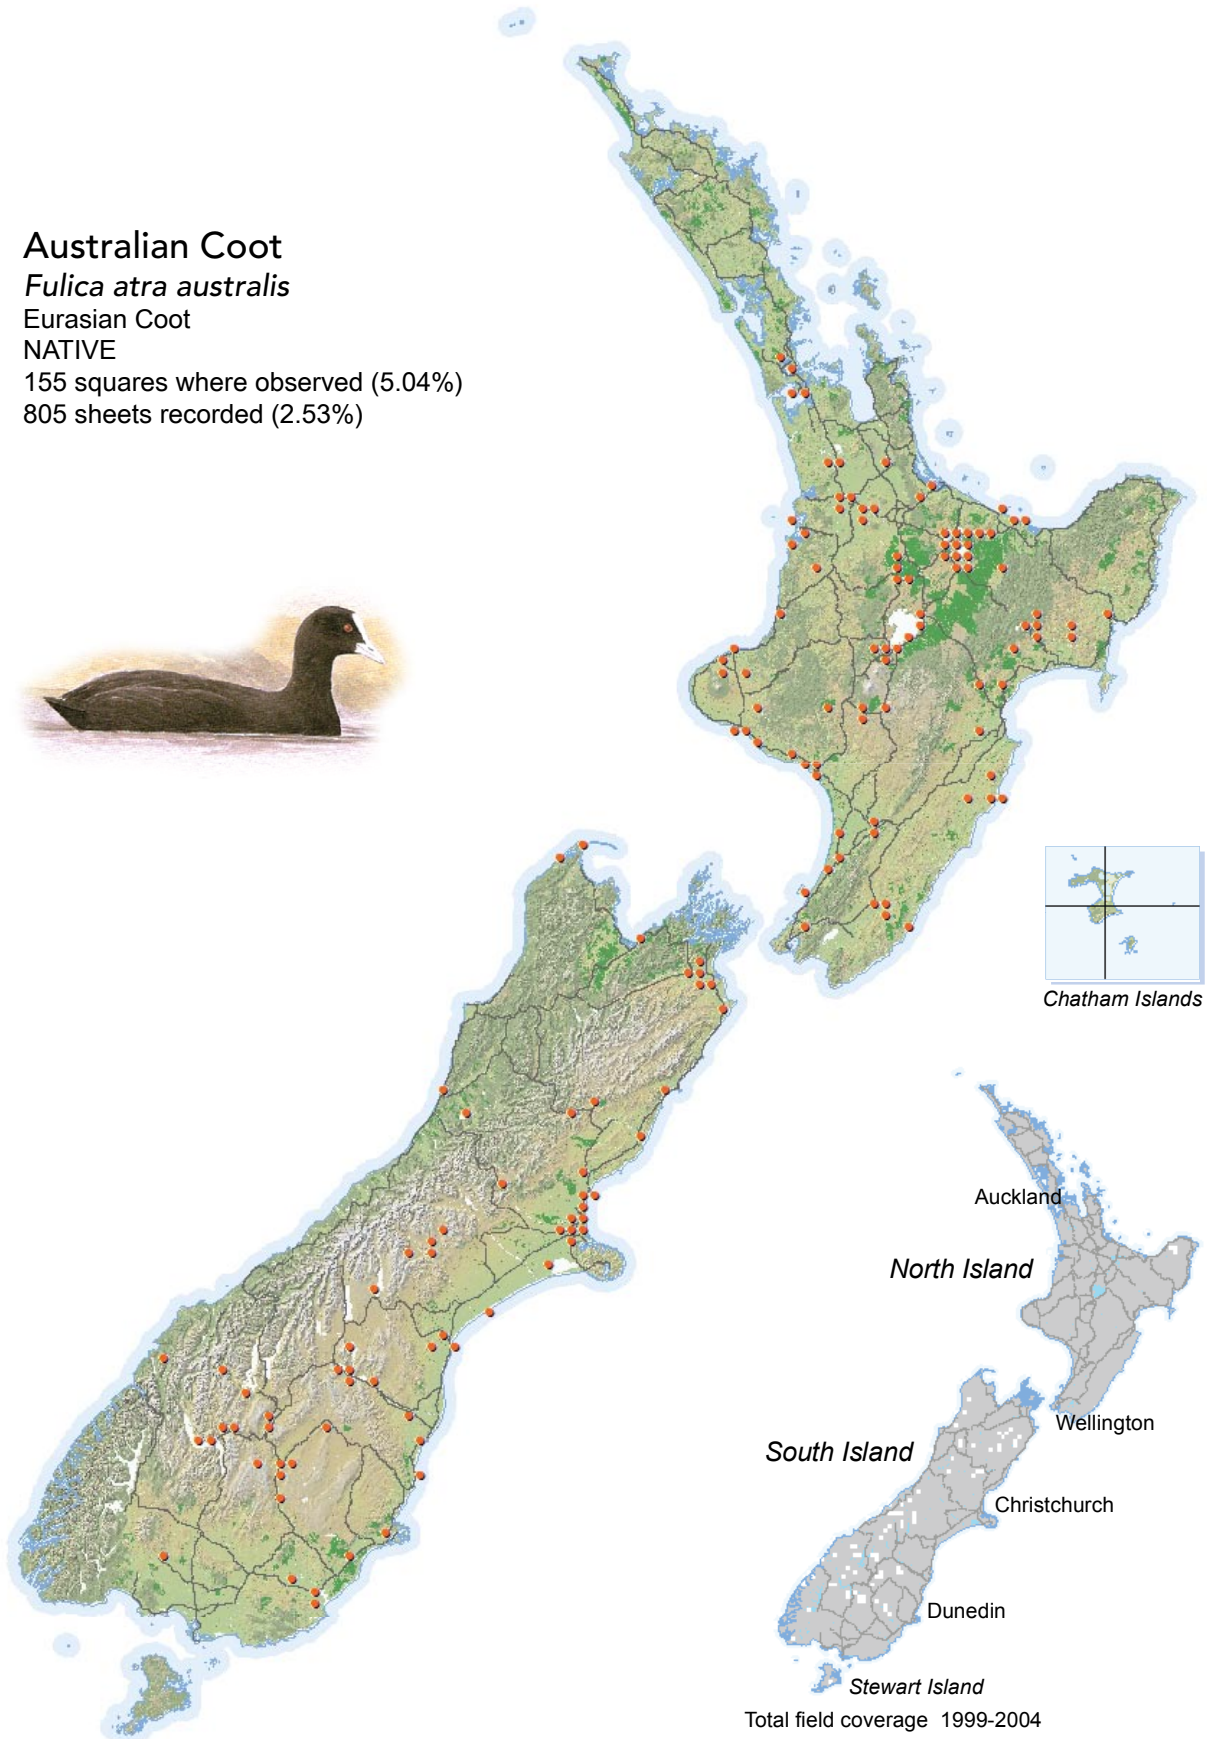 Australian Coot
Fulica atra australis
Eurasian Coot
NATIVE
155 squares where observed (5.04%)
805 sheets recorded (2.53%)
Chatham Islands
Auckland
North Island
Wellington
South Island
Christchurch
Dunedin
Stewart Island
Total field coverage 1999-2004